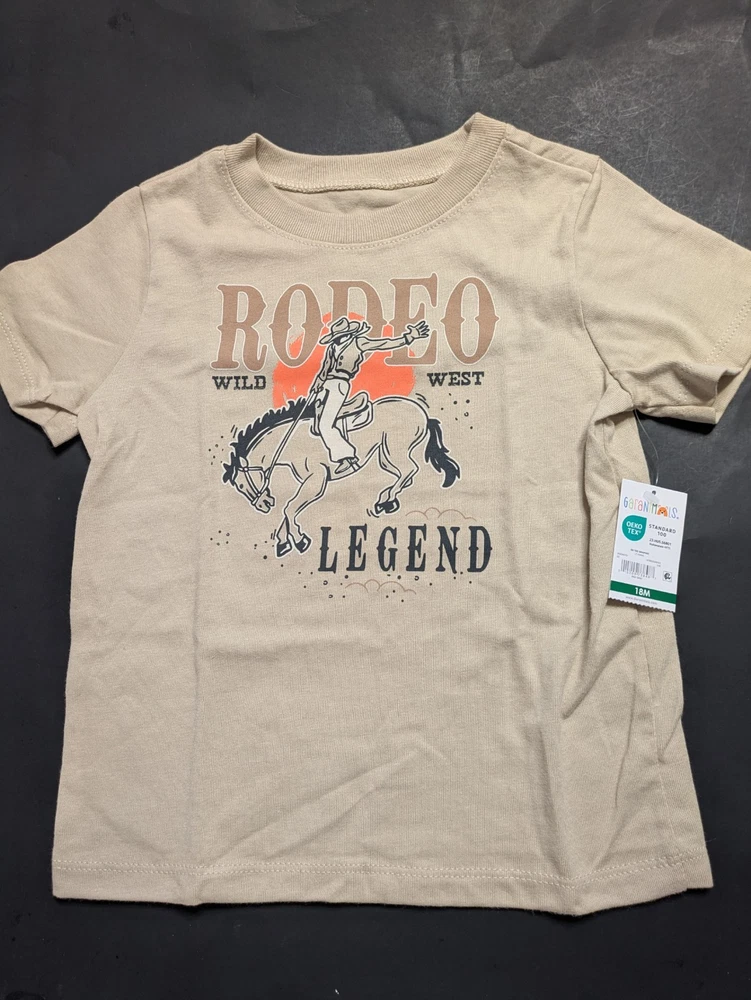 RODEO
WILD WEST
LEGEND
Garanimals.
OEKO
TEX®
STANDARD
100
18M